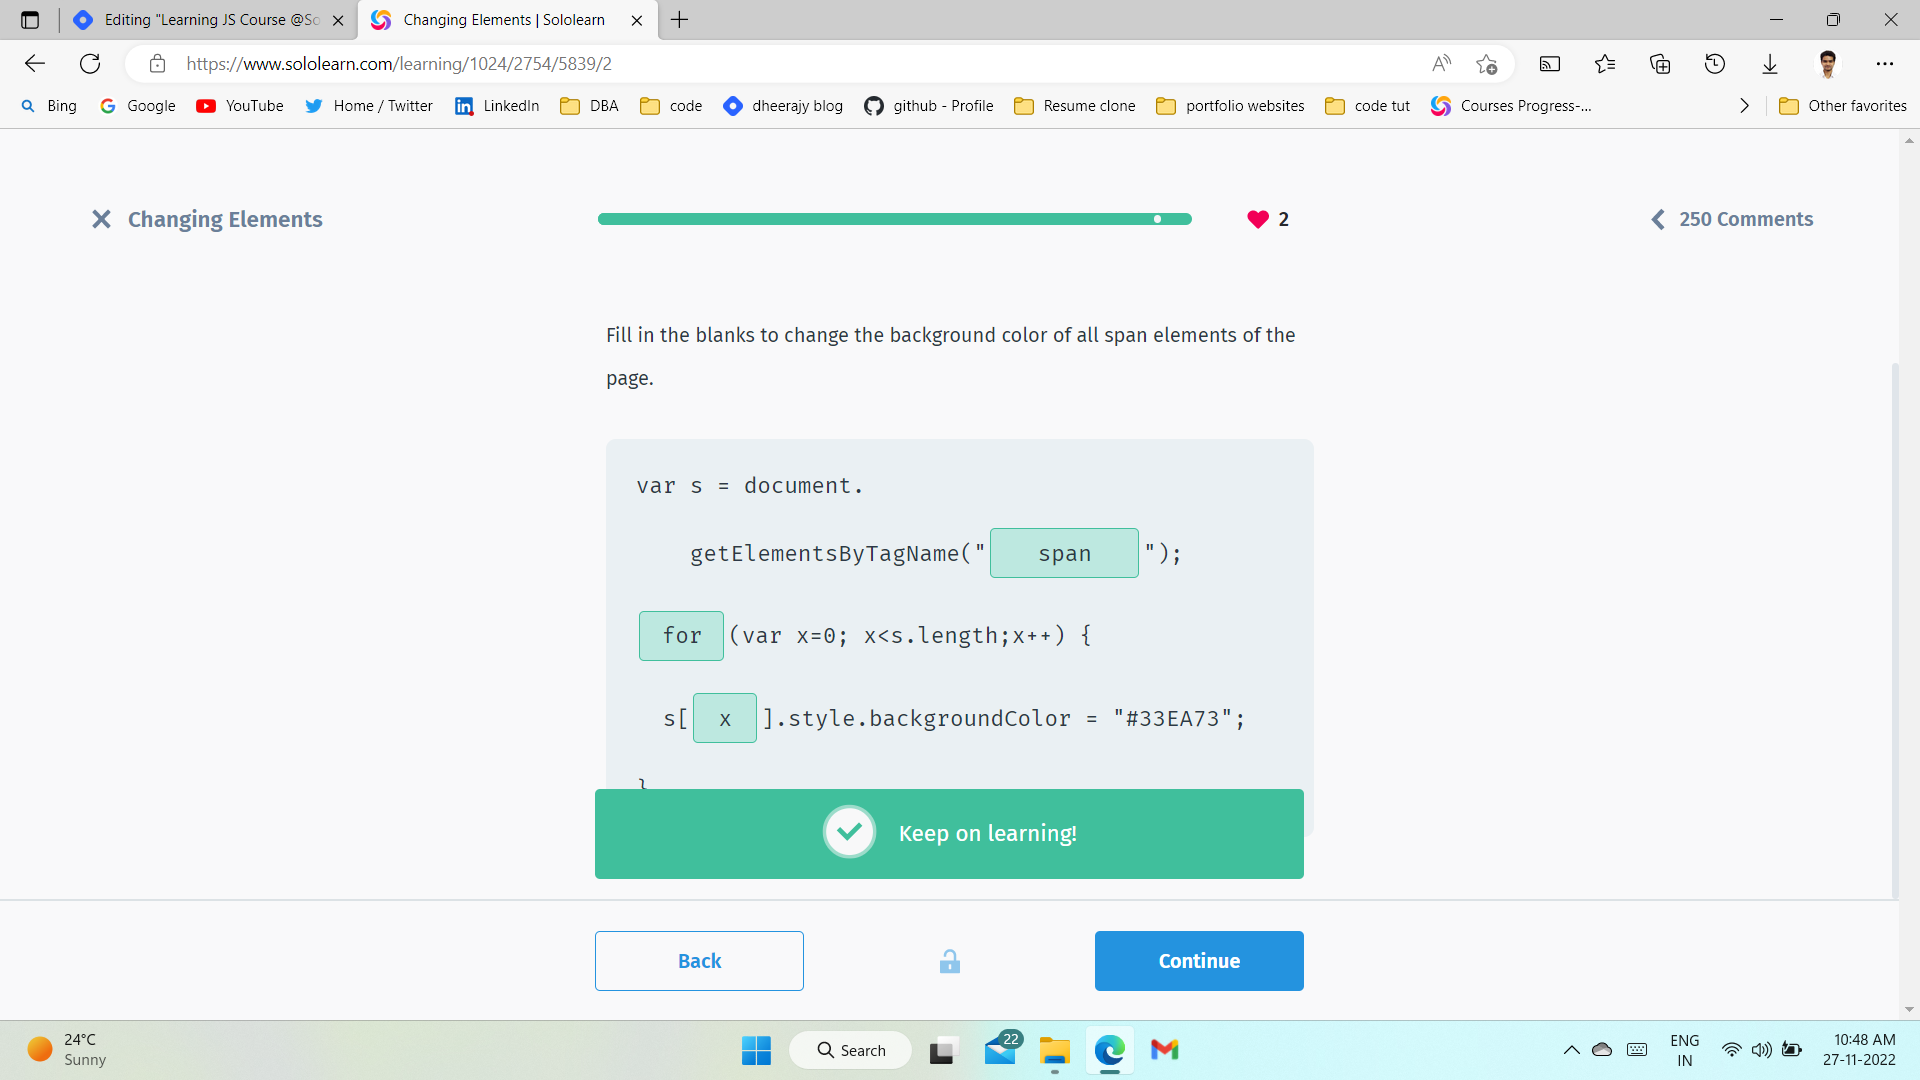 Editing "Learning JS Course @So
Changing Elements | Sololearn
https://www.sololearn.com/learning/1024/2754/5839/2
Bing
Google
YouTube
Home / Twitter
LinkedIn
DBA
code
dheerajy blog
github - Profile
Resume clone
portfolio websites
code tut
Courses Progress-...
Other favorites
Changing Elements
2
250 Comments
Fill in the blanks to change the background color of all span elements of the
page.
var s = document.
getElementsByTagName("span");
for (var x=0; x<s.length;x++) {
s[x].style.backgroundColor = "#33EA73";
}
Keep on learning!
Back
Continue
24°C
Sunny
Search
22
ENG
IN
10:48 AM
27-11-2022